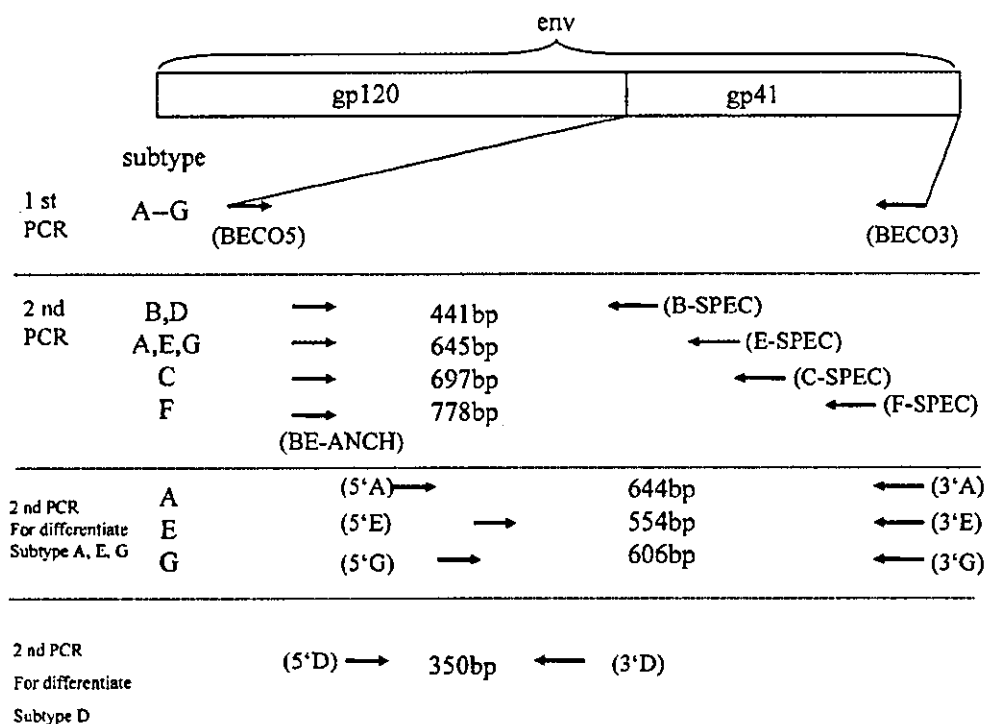 env
gp120 gp41
subtype
1 st
PCR
A–G
(BECO5) (BECO3)
2 nd
PCR
B,D 441bp (B-SPEC)
A,E,G 645bp (E-SPEC)
C 697bp (C-SPEC)
F 778bp (F-SPEC)
(BE-ANCH)
2 nd PCR
For differentiate
Subtype A, E, G
A (5‘A) 644bp (3‘A)
E (5‘E) 554bp (3‘E)
G (5‘G) 606bp (3‘G)
2 nd PCR
For differentiate
Subtype D
(5‘D) 350bp (3‘D)